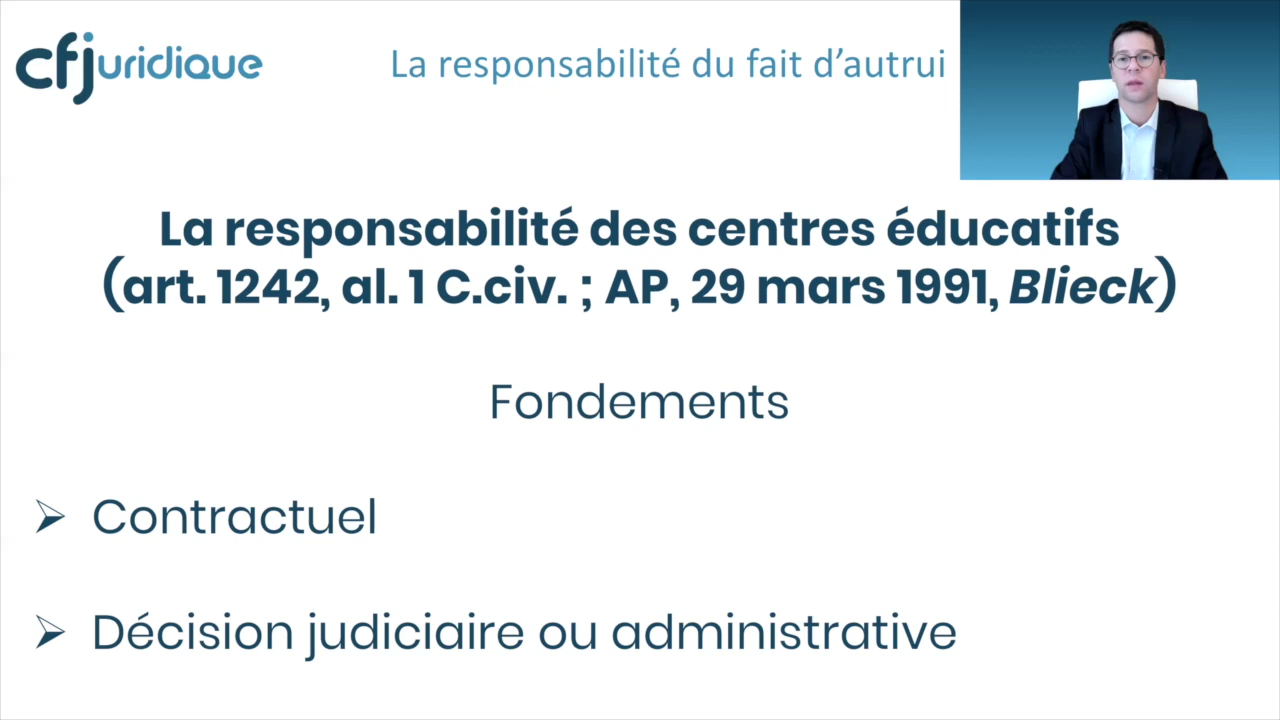 cfjuridique
La responsabilité du fait d’autrui
La responsabilité des centres éducatifs
(art. 1242, al. 1 C.civ. ; AP, 29 mars 1991, Blieck)
Fondements
➢ Contractuel
➢ Décision judiciaire ou administrative